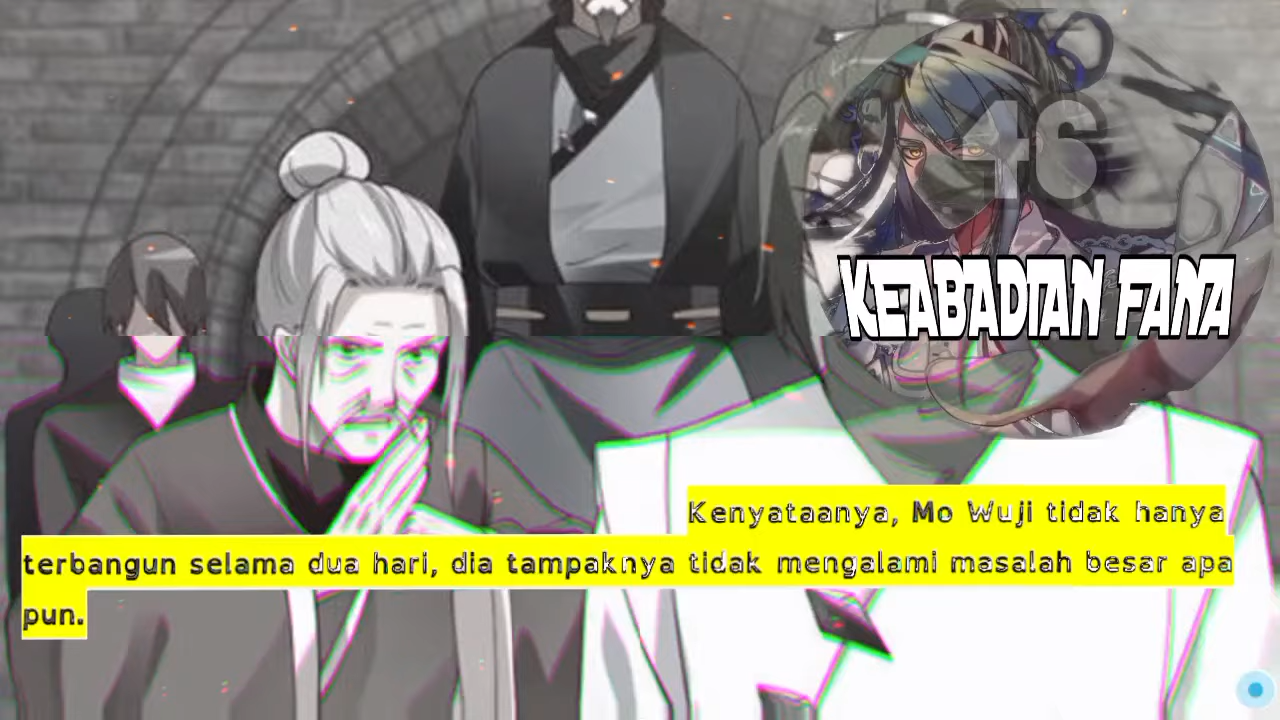 46
KEABADIAN FANA
Kenyataanya, Mo Wuji tidak hanya
terbangun selama dua hari, dia tampaknya tidak mengalami masalah besar apa
pun.